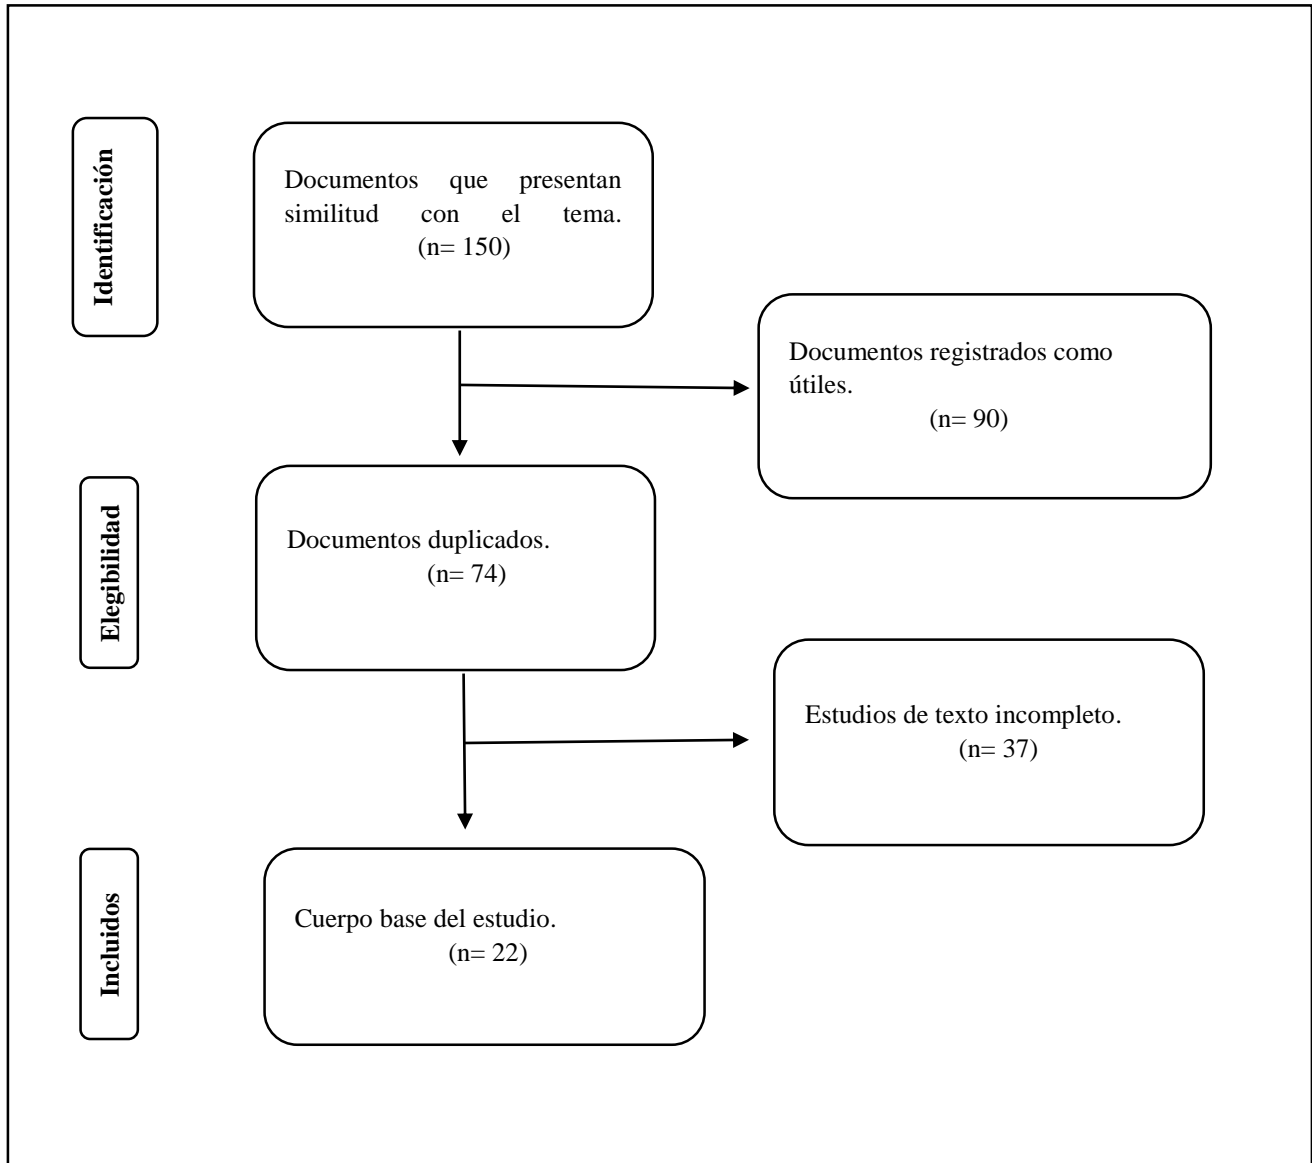 Identificación
Documentos que presentan
similitud con el tema.
(n= 150)
Documentos registrados como
útiles.
(n= 90)
Elegibilidad
Documentos duplicados.
(n= 74)
Estudios de texto incompleto.
(n= 37)
Incluidos
Cuerpo base del estudio.
(n= 22)